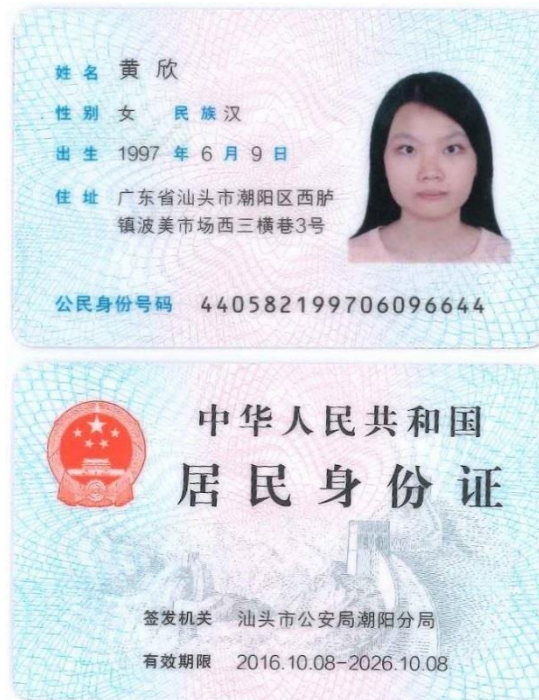 姓名 黄欣
性别 女 民族 汉
出生 1997 年 6 月 9 日
住址 广东省汕头市潮阳区西胪
镇波美市场西三横巷3号
公民身份号码 440582199706096644
中华人民共和国
居民身份证
签发机关 汕头市公安局潮阳分局
有效期限 2016.10.08-2026.10.08